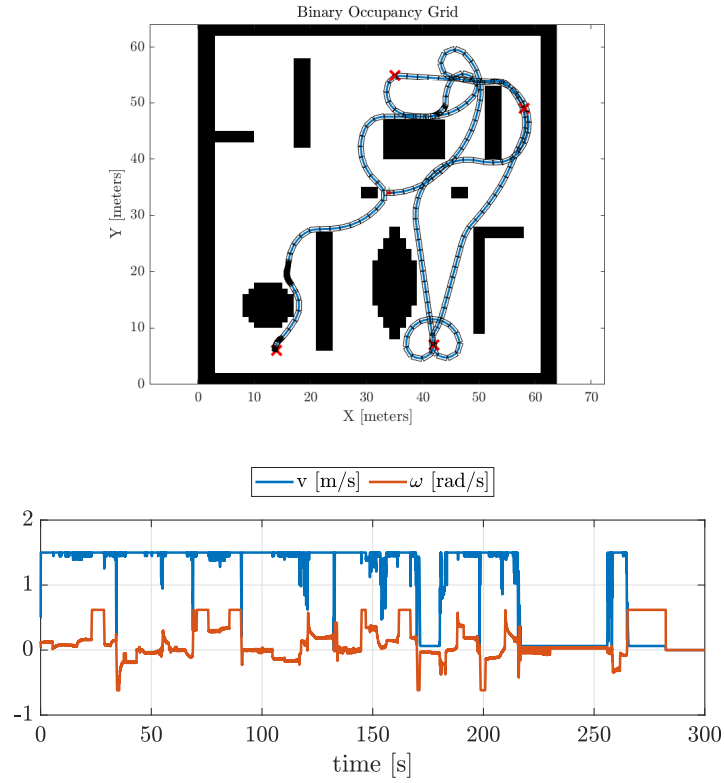 Binary Occupancy Grid
60
50
40
30
20
10
0
Y [meters]
0 10 20 30 40 50 60 70
X [meters]
v [m/s] ω [rad/s]
2
1
0
-1
0 50 100 150 200 250 300
time [s]